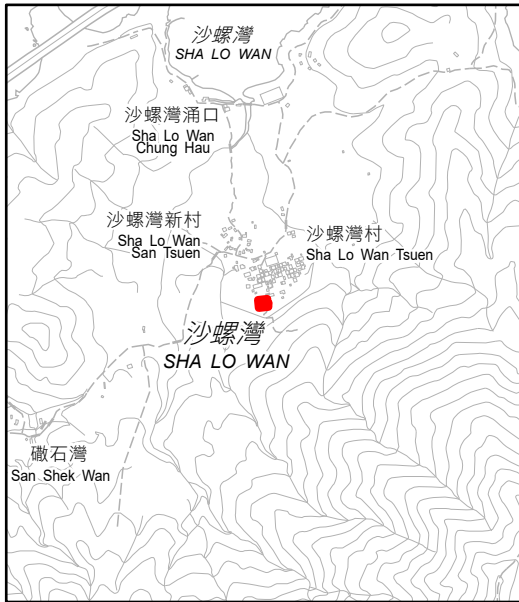 沙螺灣
SHA LO WAN
沙螺灣涌口
Sha Lo Wan
Chung Hau
沙螺灣新村
Sha Lo Wan
San Tsuen
沙螺灣村
Sha Lo Wan Tsuen
沙螺灣
SHA LO WAN
䃟石灣
San Shek Wan